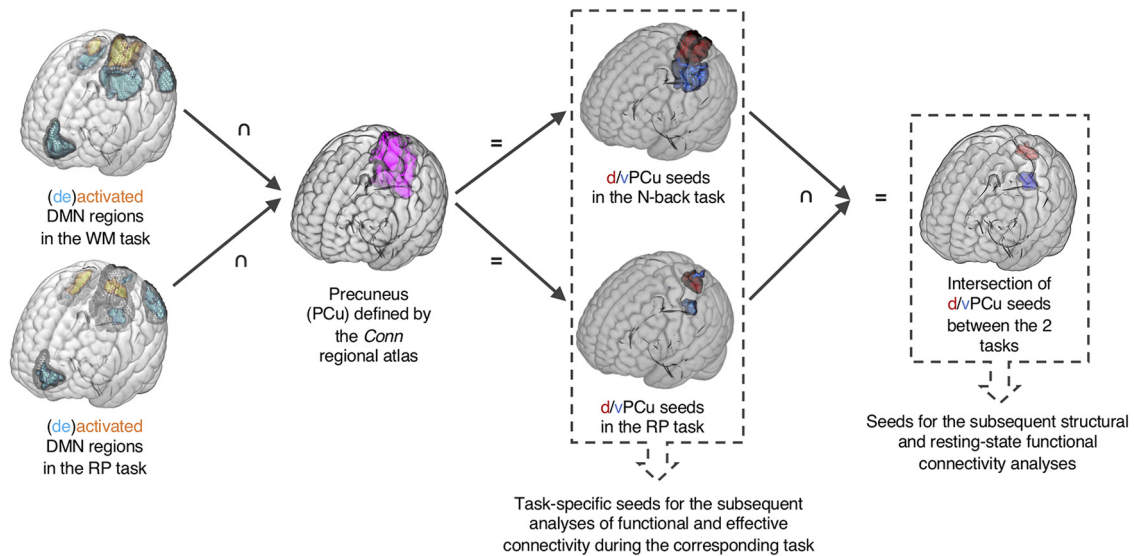 (de)activated
DMN regions
in the WM task
∩
(de)activated
DMN regions
in the RP task
∩
Precuneus
(PCu) defined by
the Conn
regional atlas
=
d/vPCu seeds
in the N-back task
=
d/vPCu seeds
in the RP task
∩
=
Intersection of
d/vPCu seeds
between the 2
tasks
Task-specific seeds for the subsequent
analyses of functional and effective
connectivity during the corresponding task
Seeds for the subsequent structural
and resting-state functional
connectivity analyses